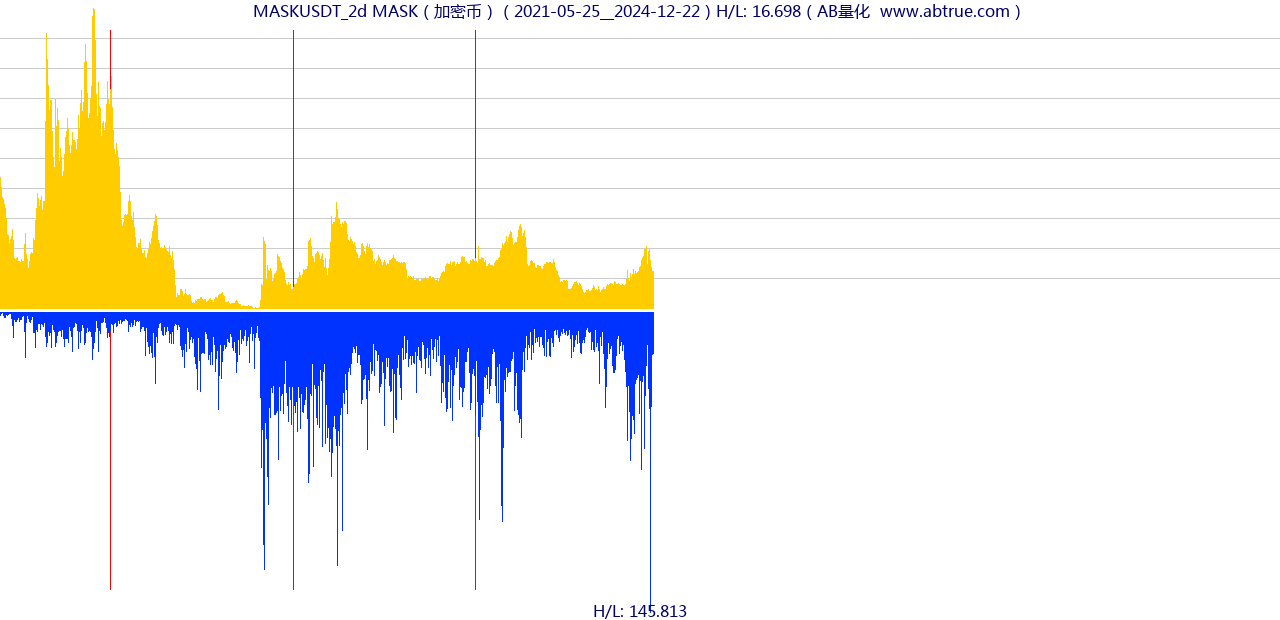 MASKUSDT_2d MASK（加密币）（2021-05-25__2024-12-22）H/L: 16.698（AB量化  www.abtrue.com）
H/L: 145.813